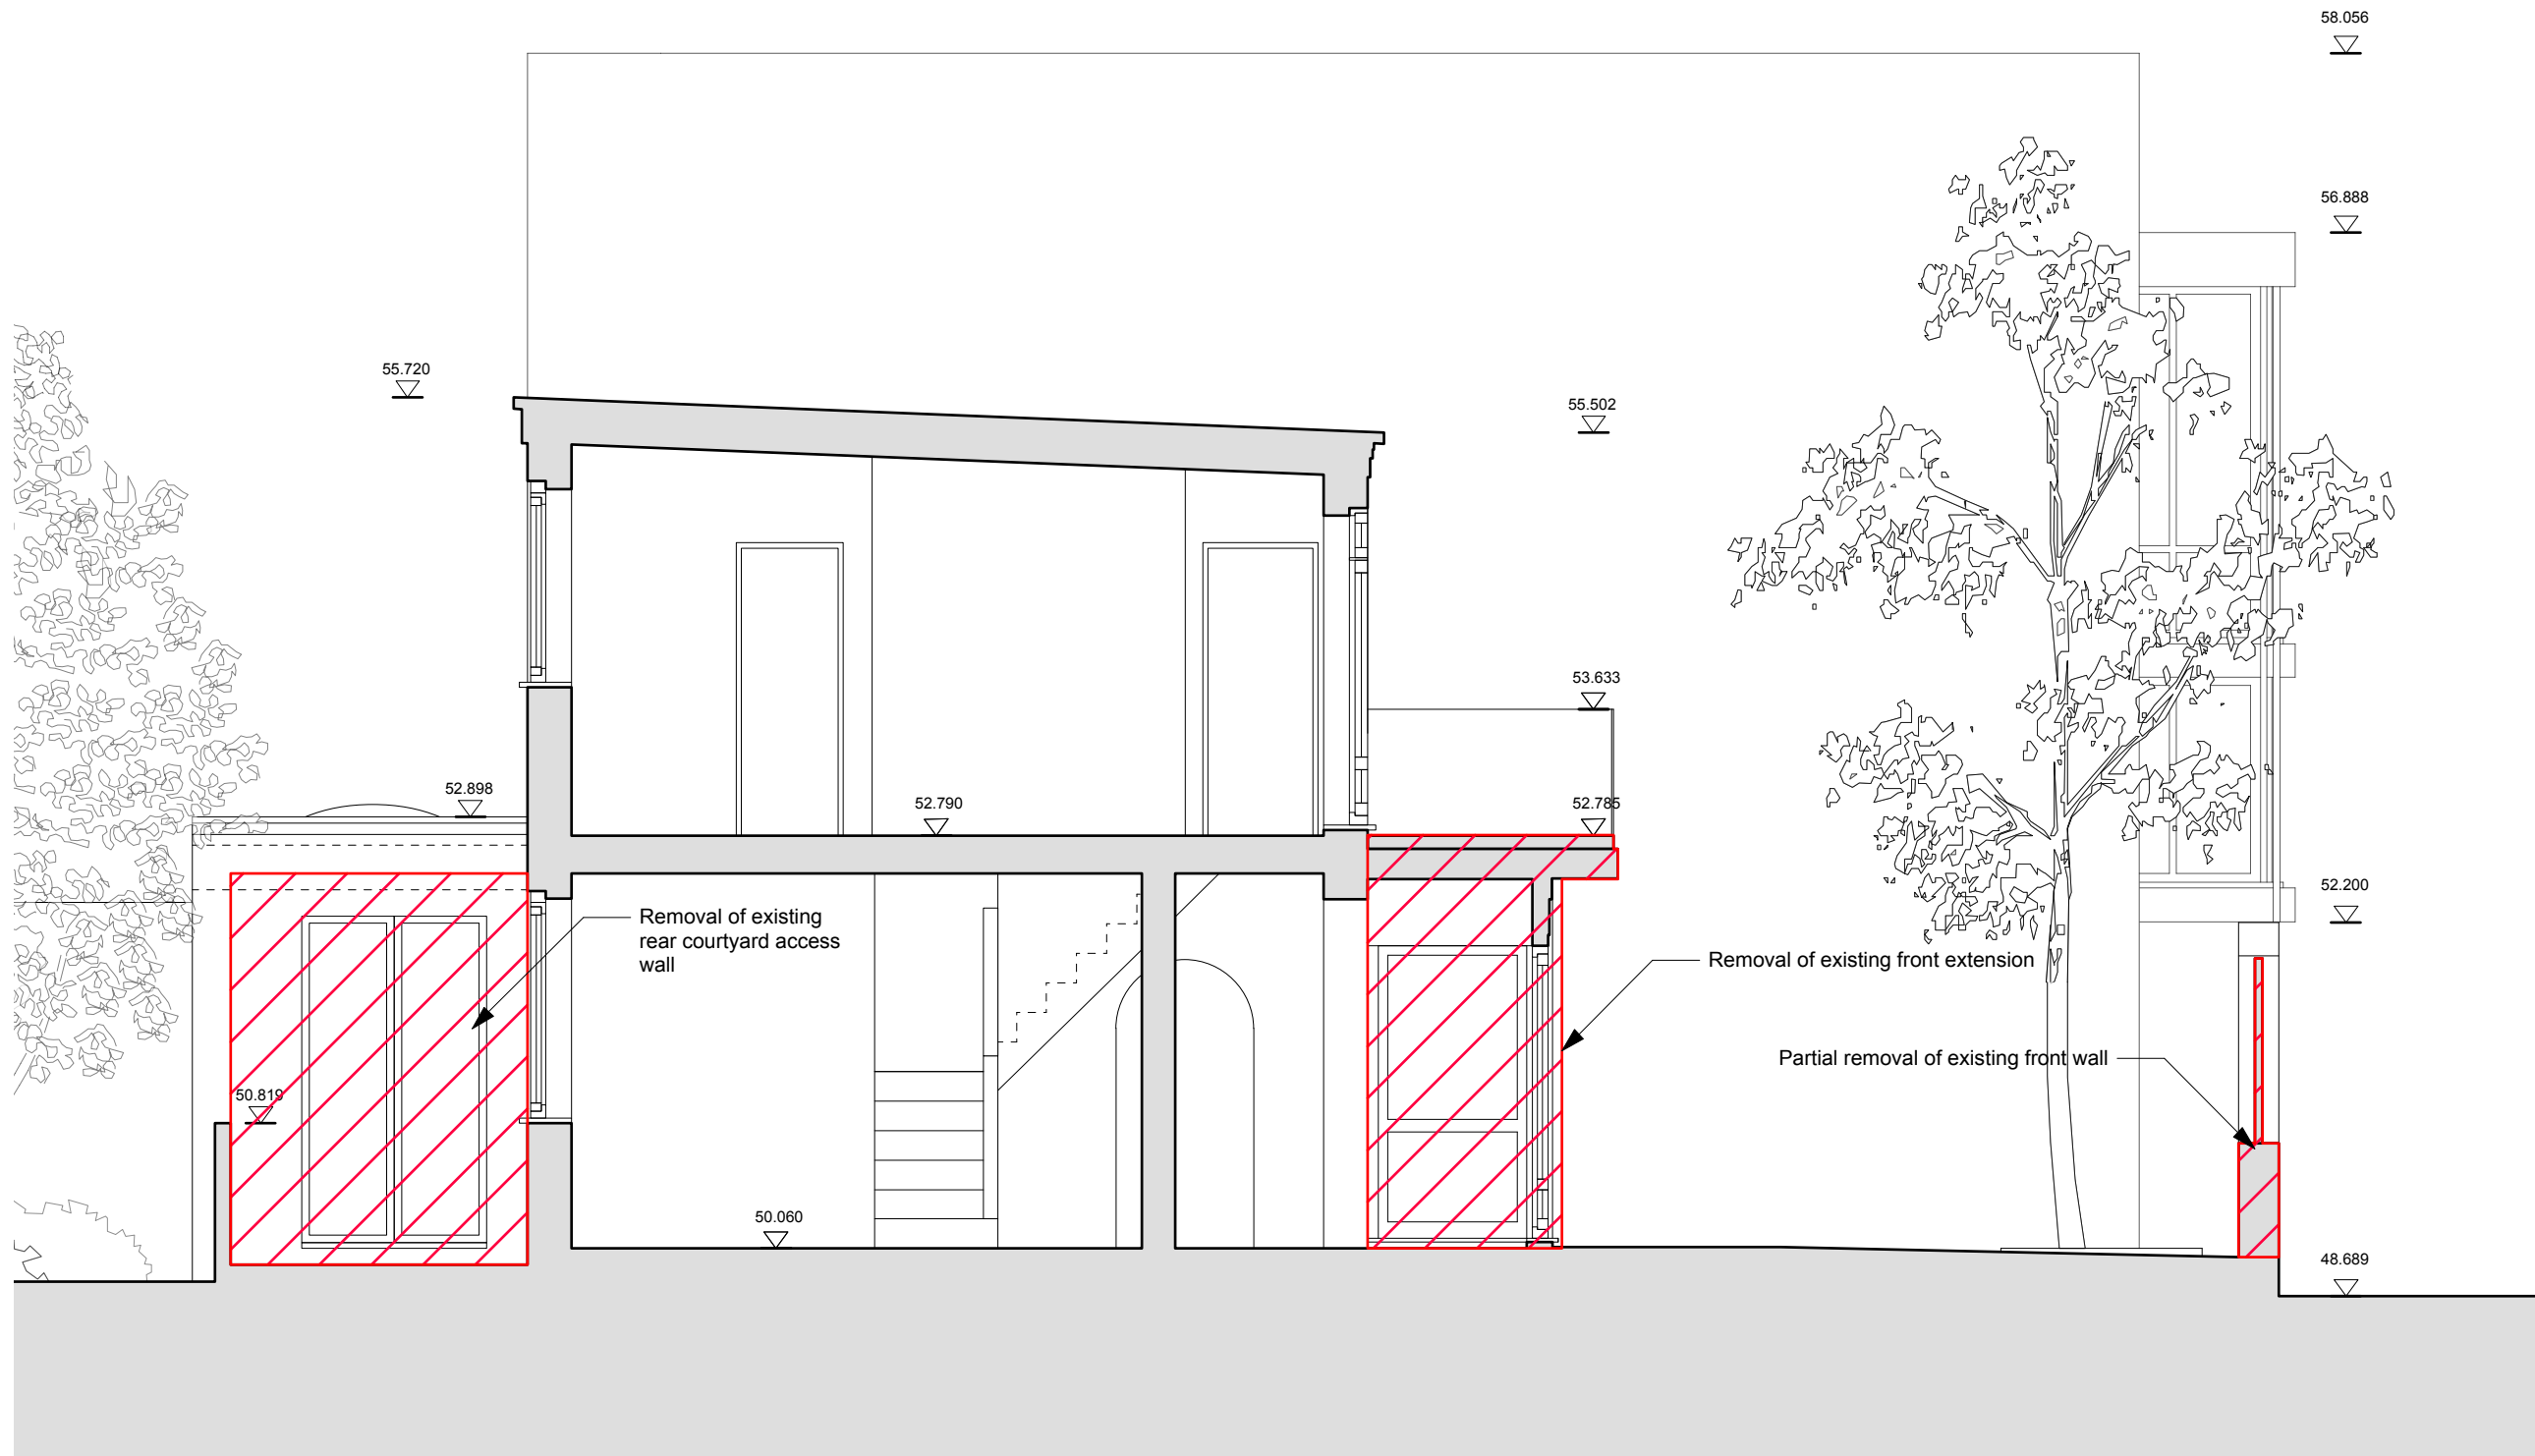 58.056
56.888
55.720
55.502
53.633
52.898
52.790
52.785
52.200
Removal of existing
rear courtyard access
wall
Removal of existing front extension
Partial removal of existing front wall
50.819
50.060
48.689